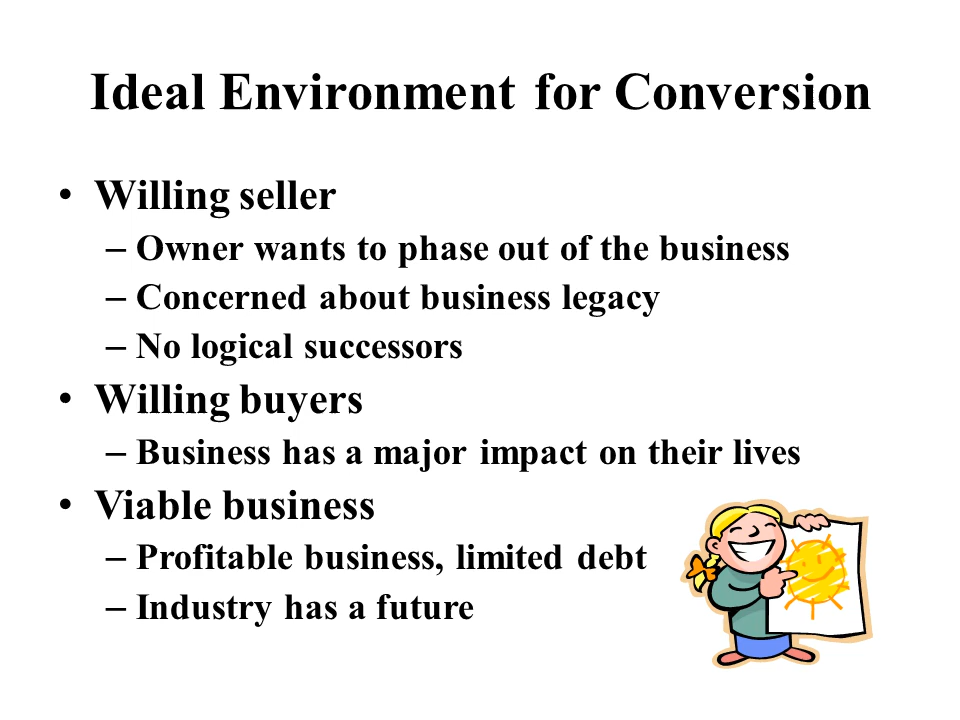 Ideal Environment for Conversion
• Willing seller
– Owner wants to phase out of the business
– Concerned about business legacy
– No logical successors
• Willing buyers
– Business has a major impact on their lives
• Viable business
– Profitable business, limited debt
– Industry has a future